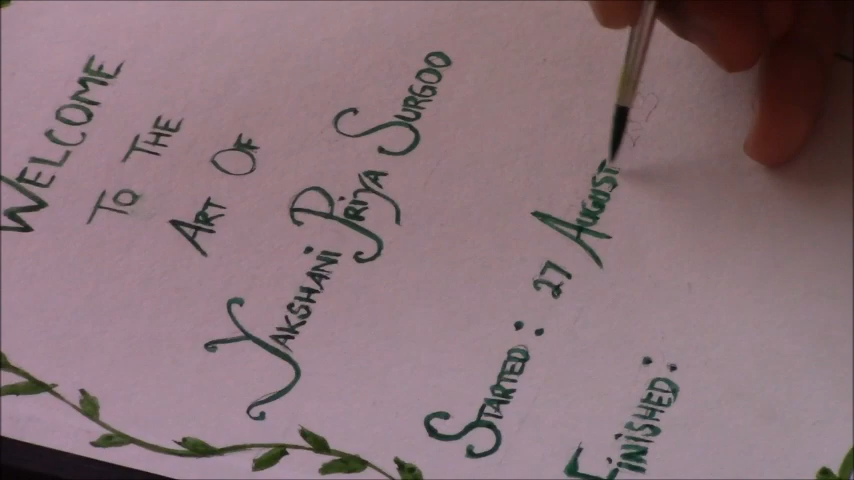 WELCOME
TO THE
ART OF
YAKSHANI PRIYA SURGOO
STARTED: 27 AUGUST
FINISHED: